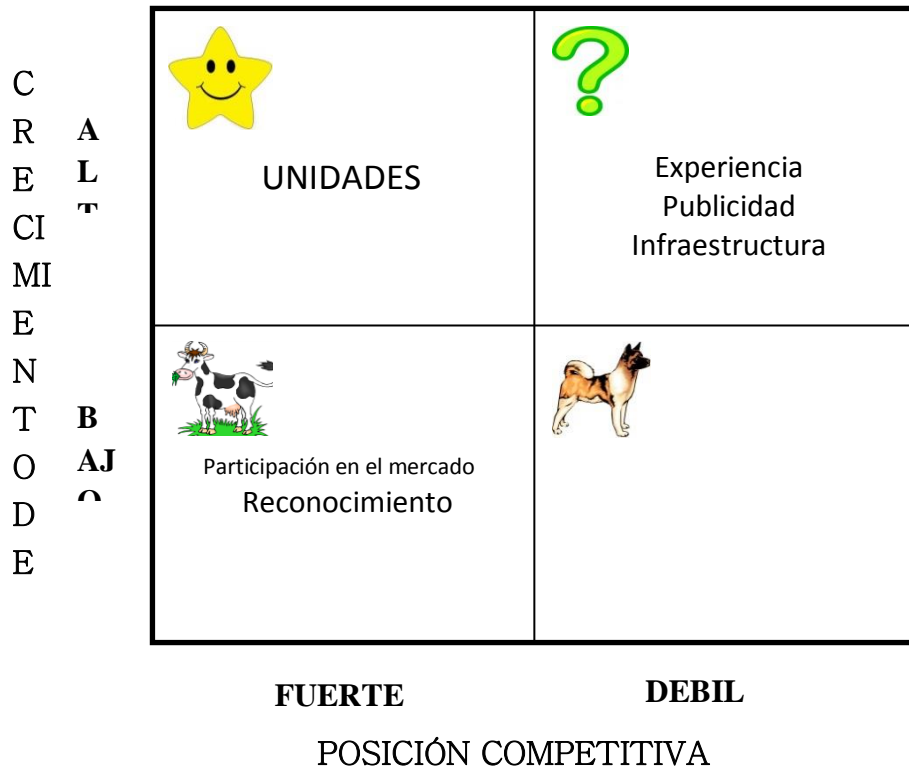 C
R
E
CI
MI
E
N
T
O
D
E
A
L
B
AJ
UNIDADES
Experiencia
Publicidad
Infraestructura
Participación en el mercado
Reconocimiento
FUERTE
DEBIL
POSICIÓN COMPETITIVA